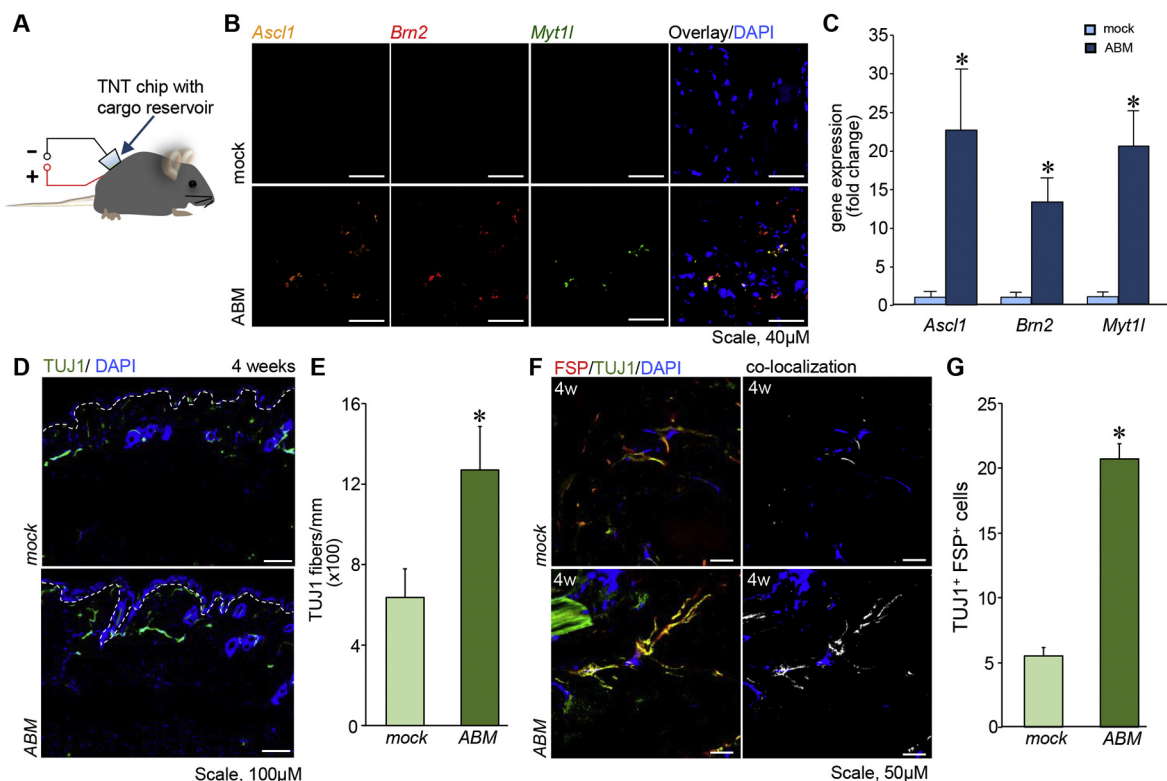 A
TNT chip with
cargo reservoir
-
+
B
Ascl1 Brn2 Myt1l Overlay/DAPI
mock
ABM
Scale, 40µM
C
mock
ABM
gene expression
(fold change)
35
30
25
20
15
10
5
0
* * *
Ascl1 Brn2 Myt1l
D
TUJ1/ DAPI 4 weeks
mock
ABM
Scale, 100µM
E
TUJ1 fibers/mm
(x100)
16
12
8
4
0
*
mock ABM
F
FSP/TUJ1/DAPI co-localization
4w 4w
mock
4w 4w
ABM
Scale, 50µM
G
TUJ1+ FSP+ cells
25
20
15
10
5
0
*
mock ABM